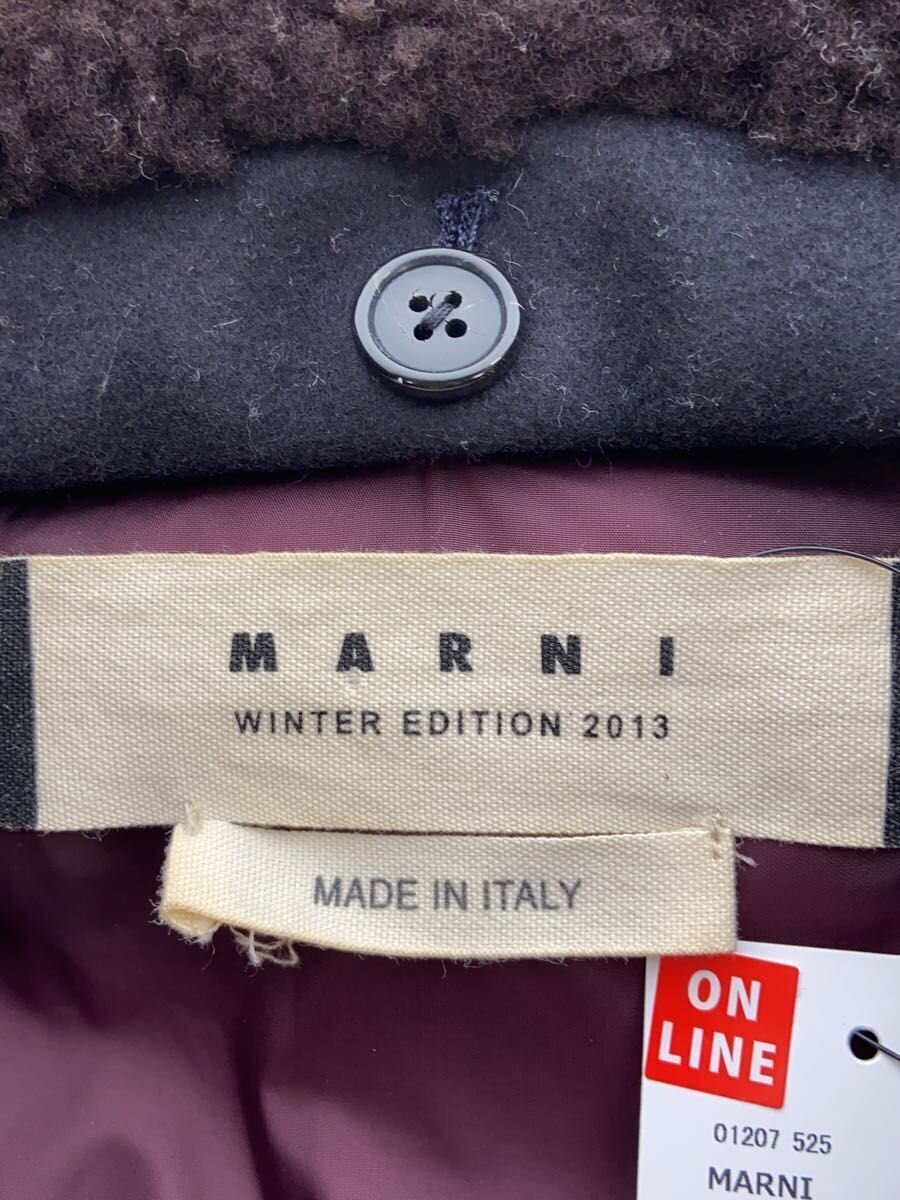 MARNI
WINTER EDITION 2013
MADE IN ITALY
ON
LINE
01207 525
MARNI